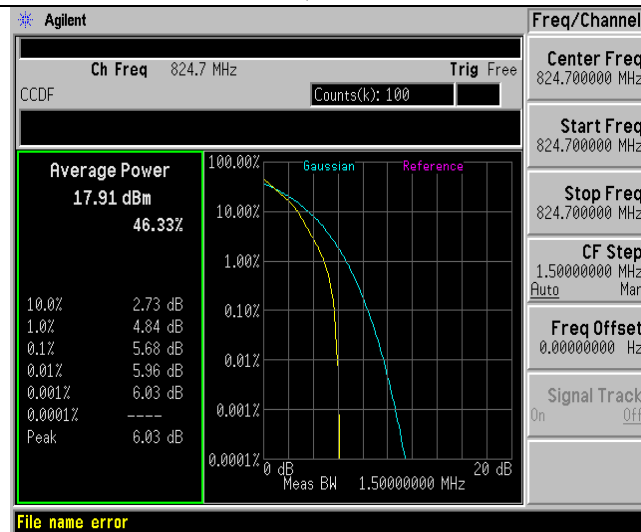 Agilent
Freq/Channel
Ch Freq 824.7 MHz Trig Free
CCDF Counts(k): 100
Center Freq
824.700000 MHz
Start Freq
824.700000 MHz
Stop Freq
824.700000 MHz
CF Step
1.50000000 MHz
Auto Man
Freq Offset
0.00000000 Hz
Signal Track
On Off
Average Power
17.91 dBm
46.33%
10.0% 2.73 dB
1.0% 4.84 dB
0.1% 5.68 dB
0.01% 5.96 dB
0.001% 6.03 dB
0.0001% ----
Peak 6.03 dB
Gaussian Reference
100.00%
10.00%
1.00%
0.10%
0.01%
0.001%
0.0001%
0 dB 20 dB
Meas BW 1.50000000 MHz
File name error